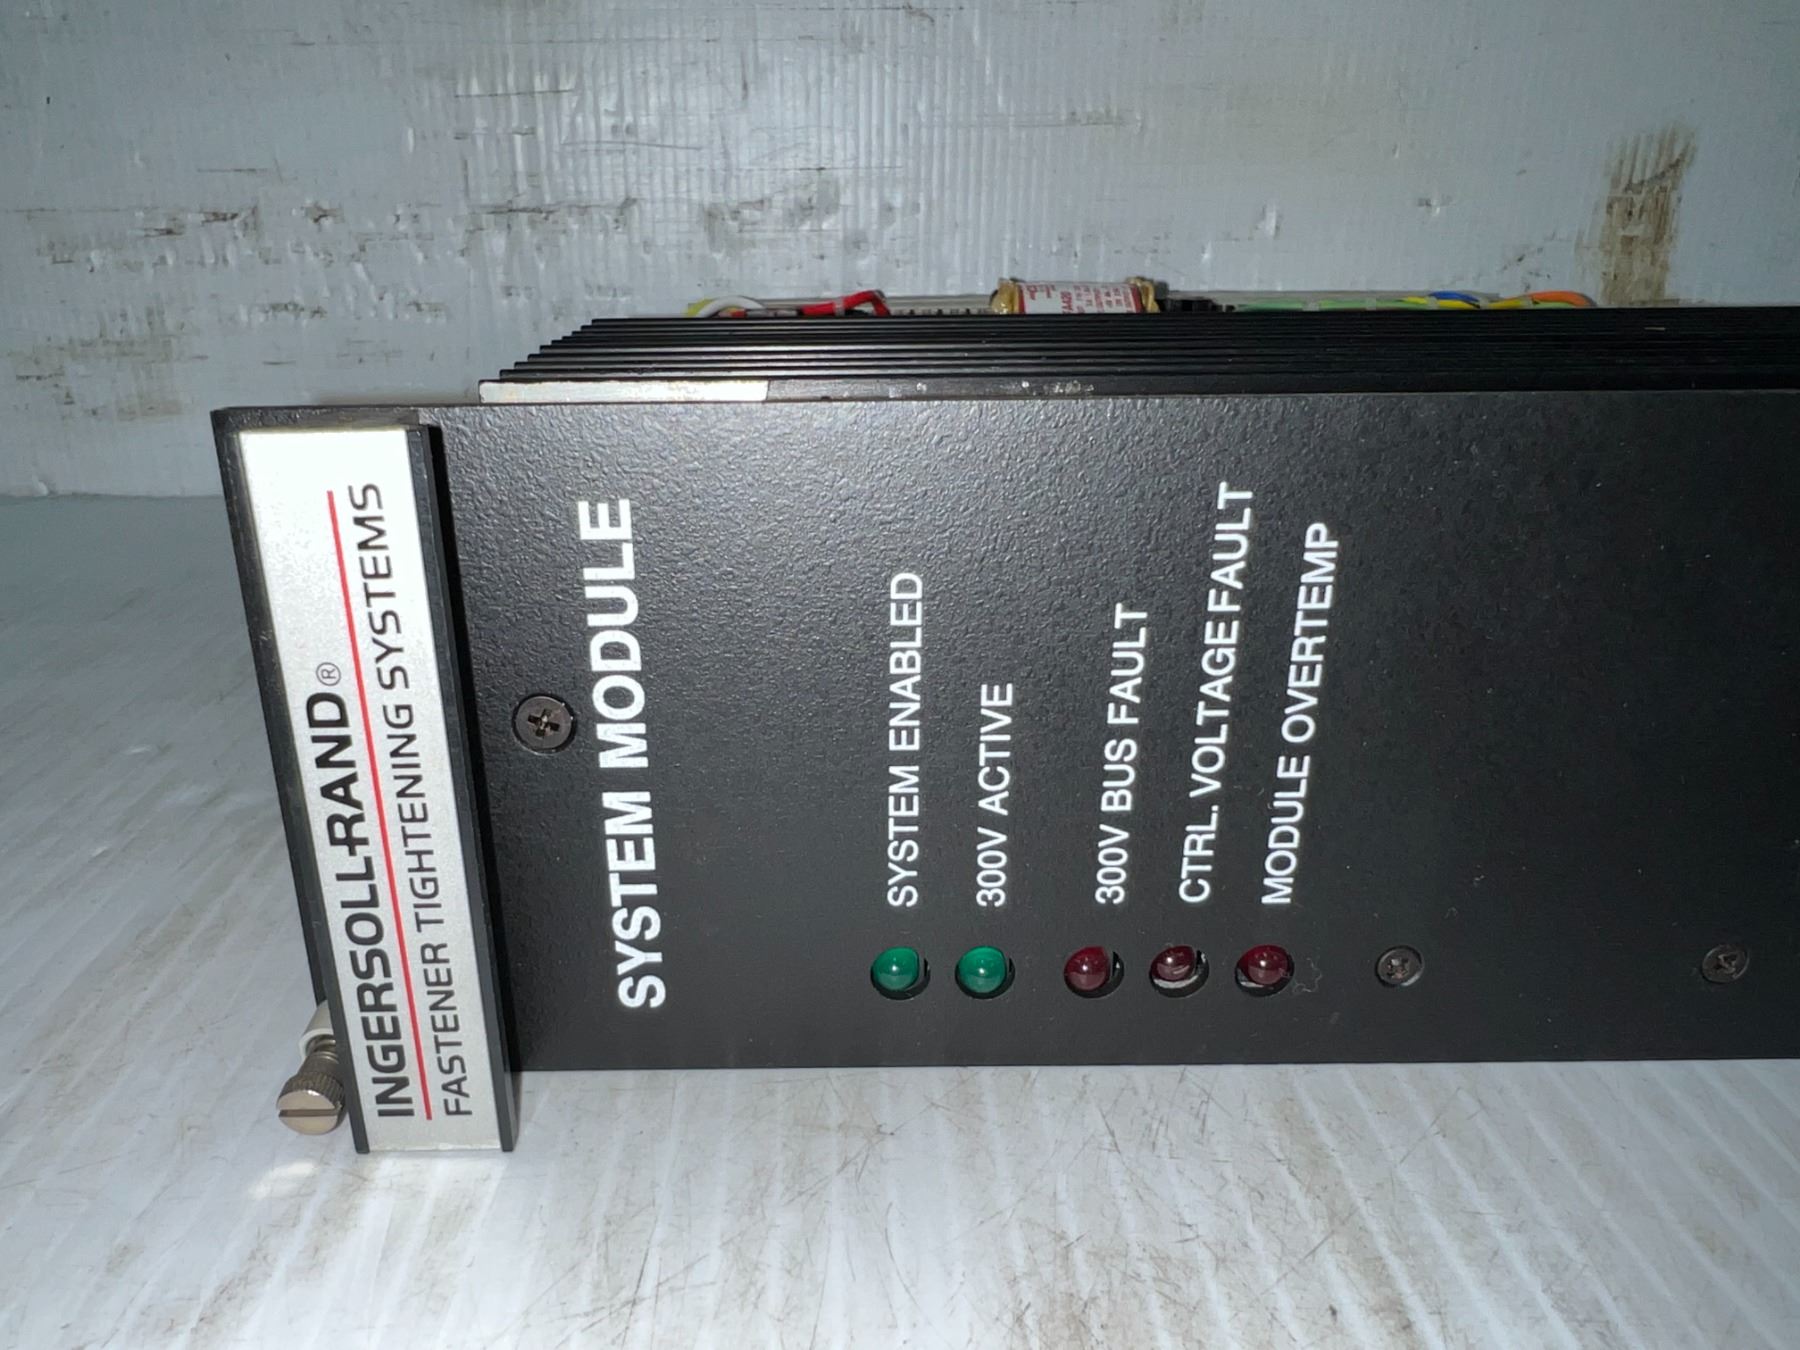 INGERSOLL-RAND®
FASTENER TIGHTENING SYSTEMS
SYSTEM MODULE
SYSTEM ENABLED
300V ACTIVE
300V BUS FAULT
CTRL. VOLTAGE FAULT
MODULE OVERTEMP